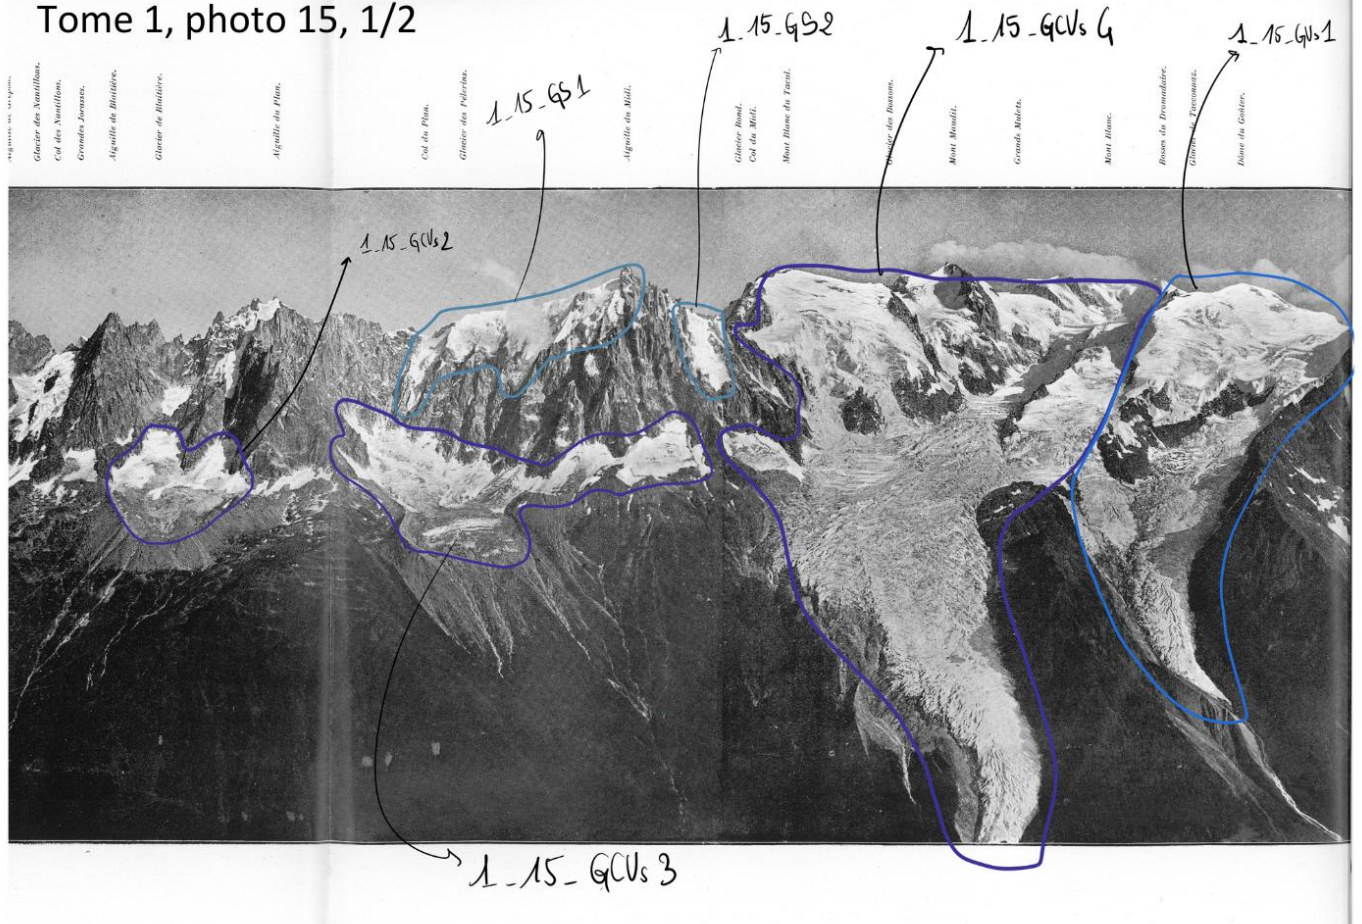 Tome 1, photo 15, 1/2
1_15_GS1
1_15_GS2
1_15_GCVs 4
1_15_GVs1
Glacier des Nantillons.
Col des Nantillons.
Grandes Jorasses.
Aiguille de Blaitière.
Glacier de Blaitière.
Aiguille du Plan.
Col du Plan.
Glacier des Pèlerins.
Aiguille du Midi.
Glacier Rond.
Col du Midi.
Mont Blanc du Tacul.
Glacier des Bossons.
Mont Maudit.
Grands Mulets.
Mont Blanc.
Bosses du Dromadaire.
Glacier de Taconnaz.
Dôme du Goûter.
1_15_GCVs2
1_15_GCVs 3